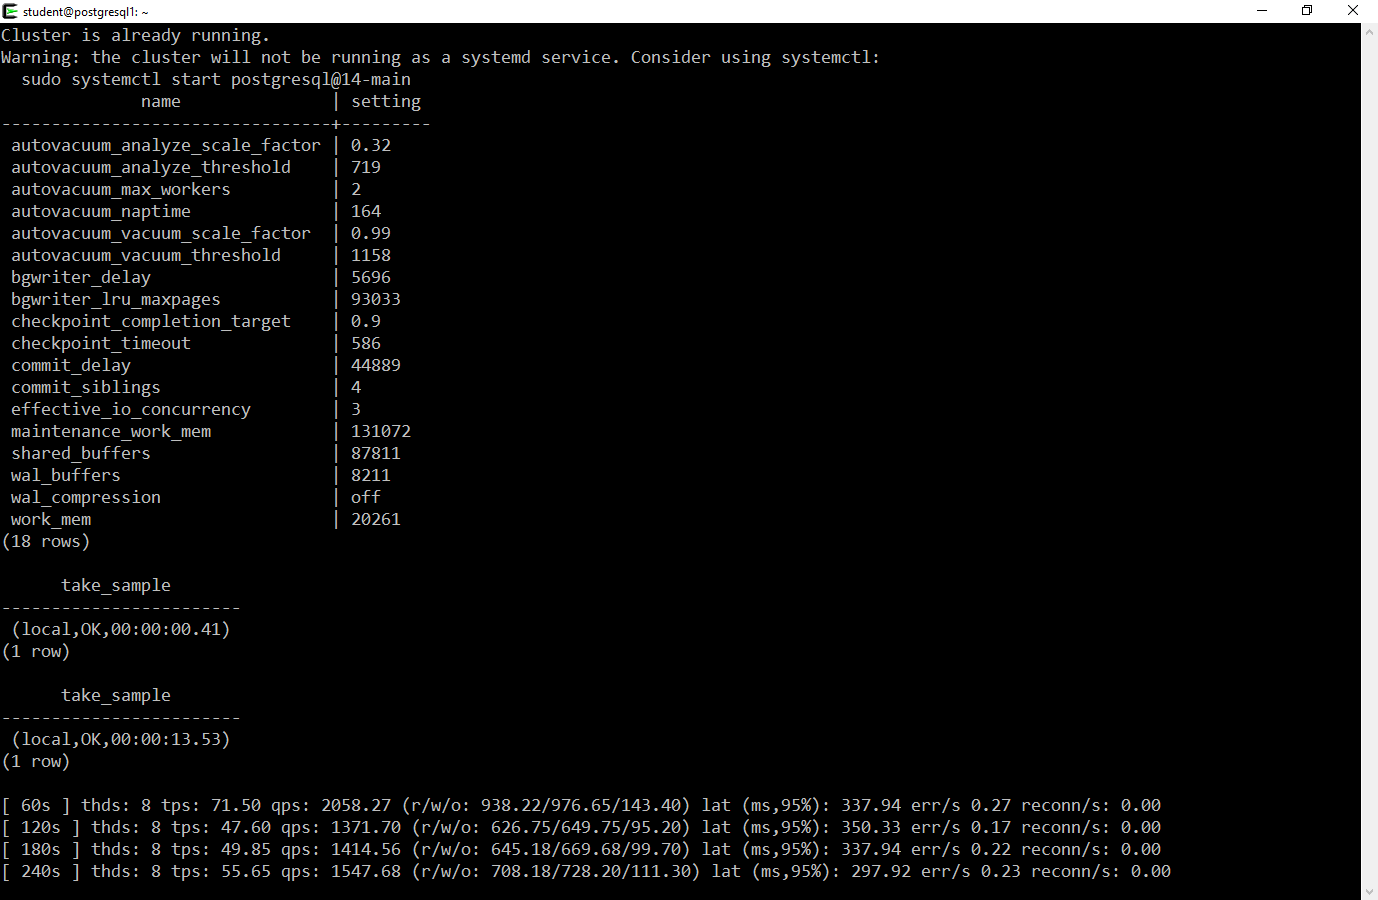 student@postgresql1: ~
Cluster is already running.
Warning: the cluster will not be running as a systemd service. Consider using systemctl:
  sudo systemctl start postgresql@14-main
              name               | setting
---------------------------------+---------
 autovacuum_analyze_scale_factor | 0.32
 autovacuum_analyze_threshold    | 719
 autovacuum_max_workers          | 2
 autovacuum_naptime              | 164
 autovacuum_vacuum_scale_factor  | 0.99
 autovacuum_vacuum_threshold     | 1158
 bgwriter_delay                  | 5696
 bgwriter_lru_maxpages           | 93033
 checkpoint_completion_target    | 0.9
 checkpoint_timeout              | 586
 commit_delay                    | 44889
 commit_siblings                 | 4
 effective_io_concurrency        | 3
 maintenance_work_mem            | 131072
 shared_buffers                  | 87811
 wal_buffers                     | 8211
 wal_compression                 | off
 work_mem                        | 20261
(18 rows)
      take_sample
------------------------
 (local,OK,00:00:00.41)
(1 row)
      take_sample
------------------------
 (local,OK,00:00:13.53)
(1 row)
[ 60s ] thds: 8 tps: 71.50 qps: 2058.27 (r/w/o: 938.22/976.65/143.40) lat (ms,95%): 337.94 err/s 0.27 reconn/s: 0.00
[ 120s ] thds: 8 tps: 47.60 qps: 1371.70 (r/w/o: 626.75/649.75/95.20) lat (ms,95%): 350.33 err/s 0.17 reconn/s: 0.00
[ 180s ] thds: 8 tps: 49.85 qps: 1414.56 (r/w/o: 645.18/669.68/99.70) lat (ms,95%): 337.94 err/s 0.22 reconn/s: 0.00
[ 240s ] thds: 8 tps: 55.65 qps: 1547.68 (r/w/o: 708.18/728.20/111.30) lat (ms,95%): 297.92 err/s 0.23 reconn/s: 0.00